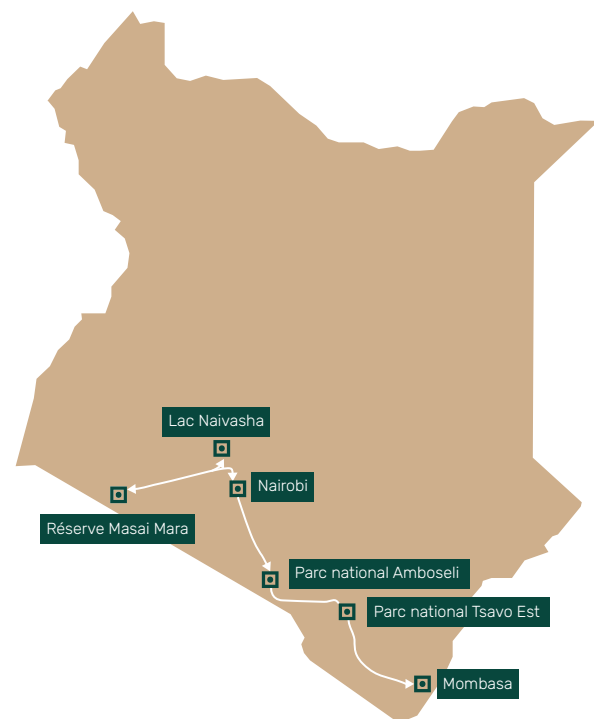 Lac Naivasha
Nairobi
Réserve Masai Mara
Parc national Amboseli
Parc national Tsavo Est
Mombasa